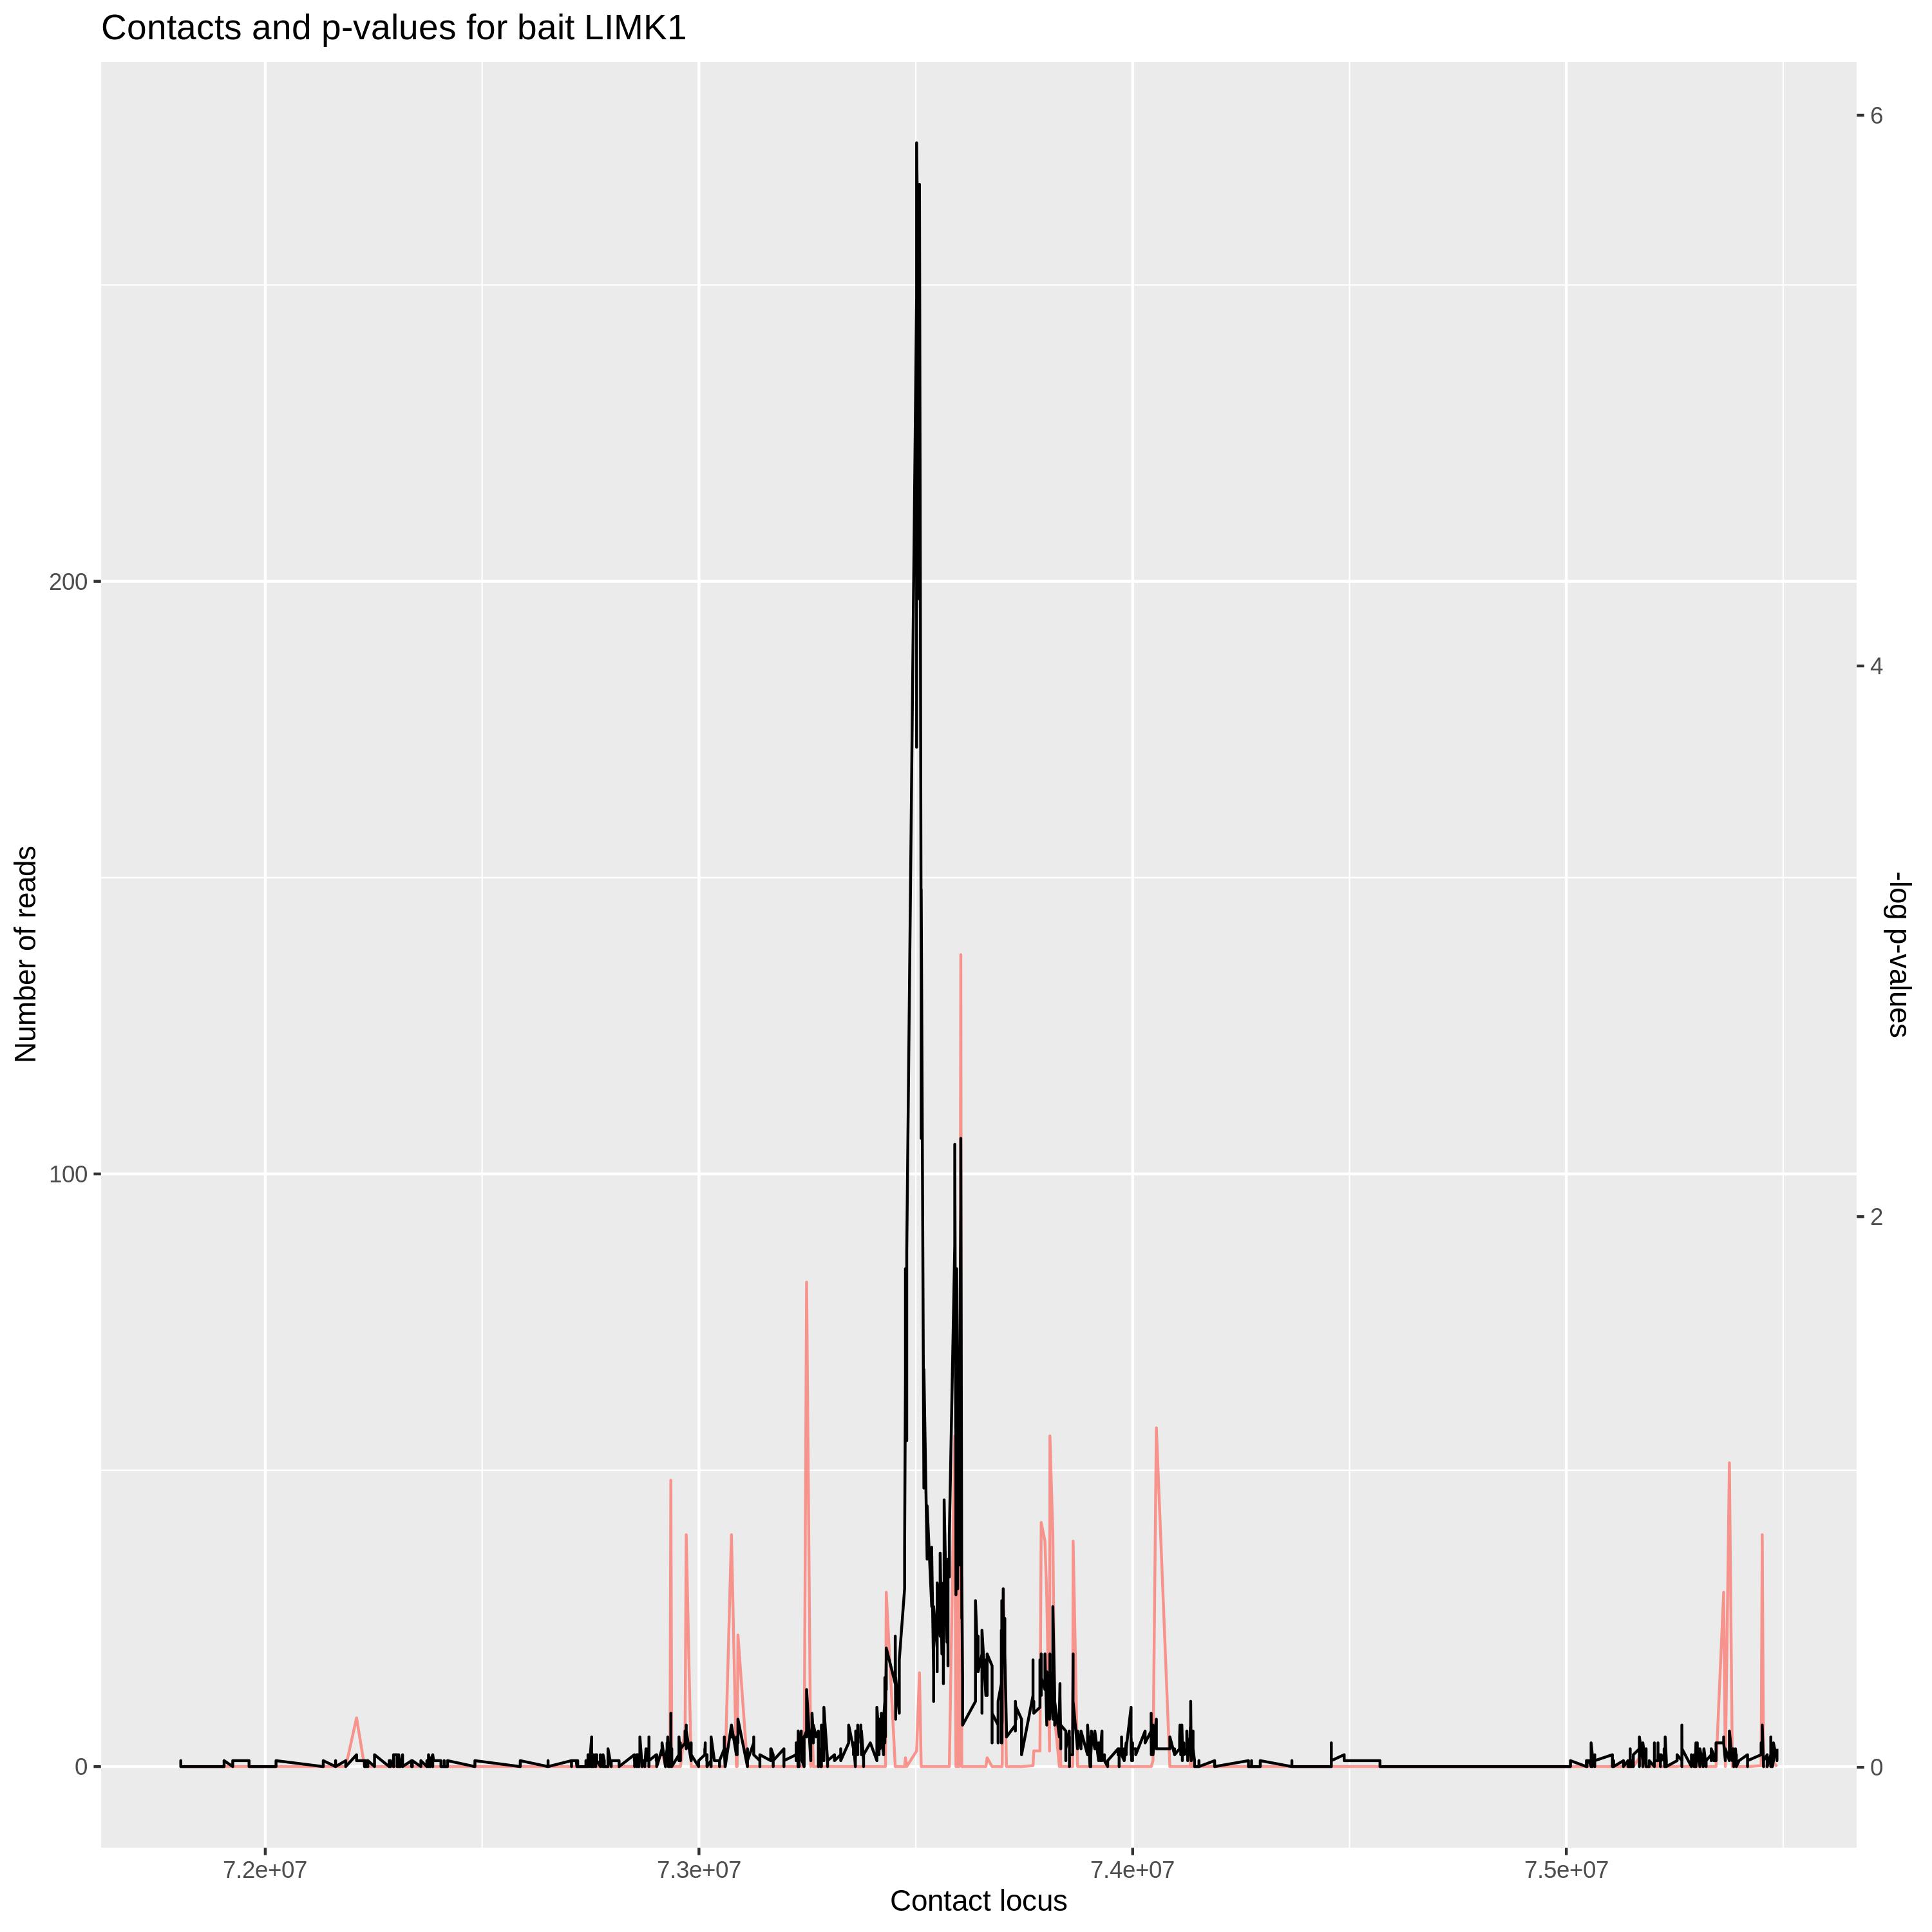 Contacts and p-values for bait LIMK1
6
200
4
Number of reads
-log p-values
100
2
0
0
7.2e+07
7.3e+07
7.4e+07
7.5e+07
Contact locus